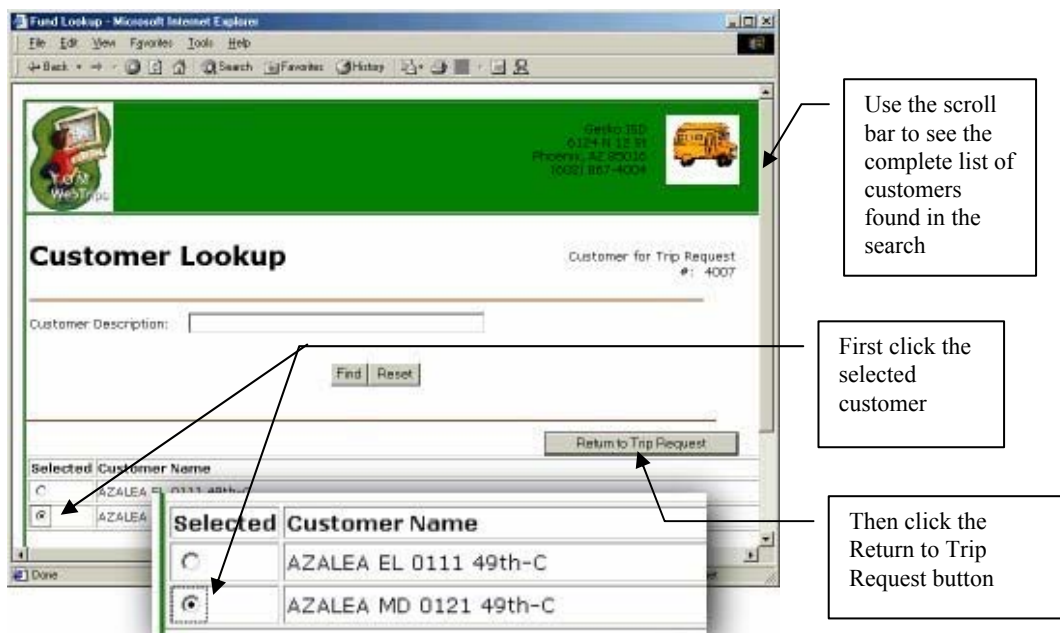 Fund Lookup - Microsoft Internet Explorer
File Edit View Favorites Tools Help
Back Search Favorites History
Gesko ISD
6124 N 12 St
Phoenix, AZ 85016
(602) 867-4004
WebTrips
Customer Lookup
Customer for Trip Request
#: 4007
Customer Description:
Find Reset
Return to Trip Request
Selected Customer Name
AZALEA EL 0111 49th-C
AZALEA
Done
Selected Customer Name
AZALEA EL 0111 49th-C
AZALEA MD 0121 49th-C
Use the scroll
bar to see the
complete list of
customers
found in the
search
First click the
selected
customer
Then click the
Return to Trip
Request button